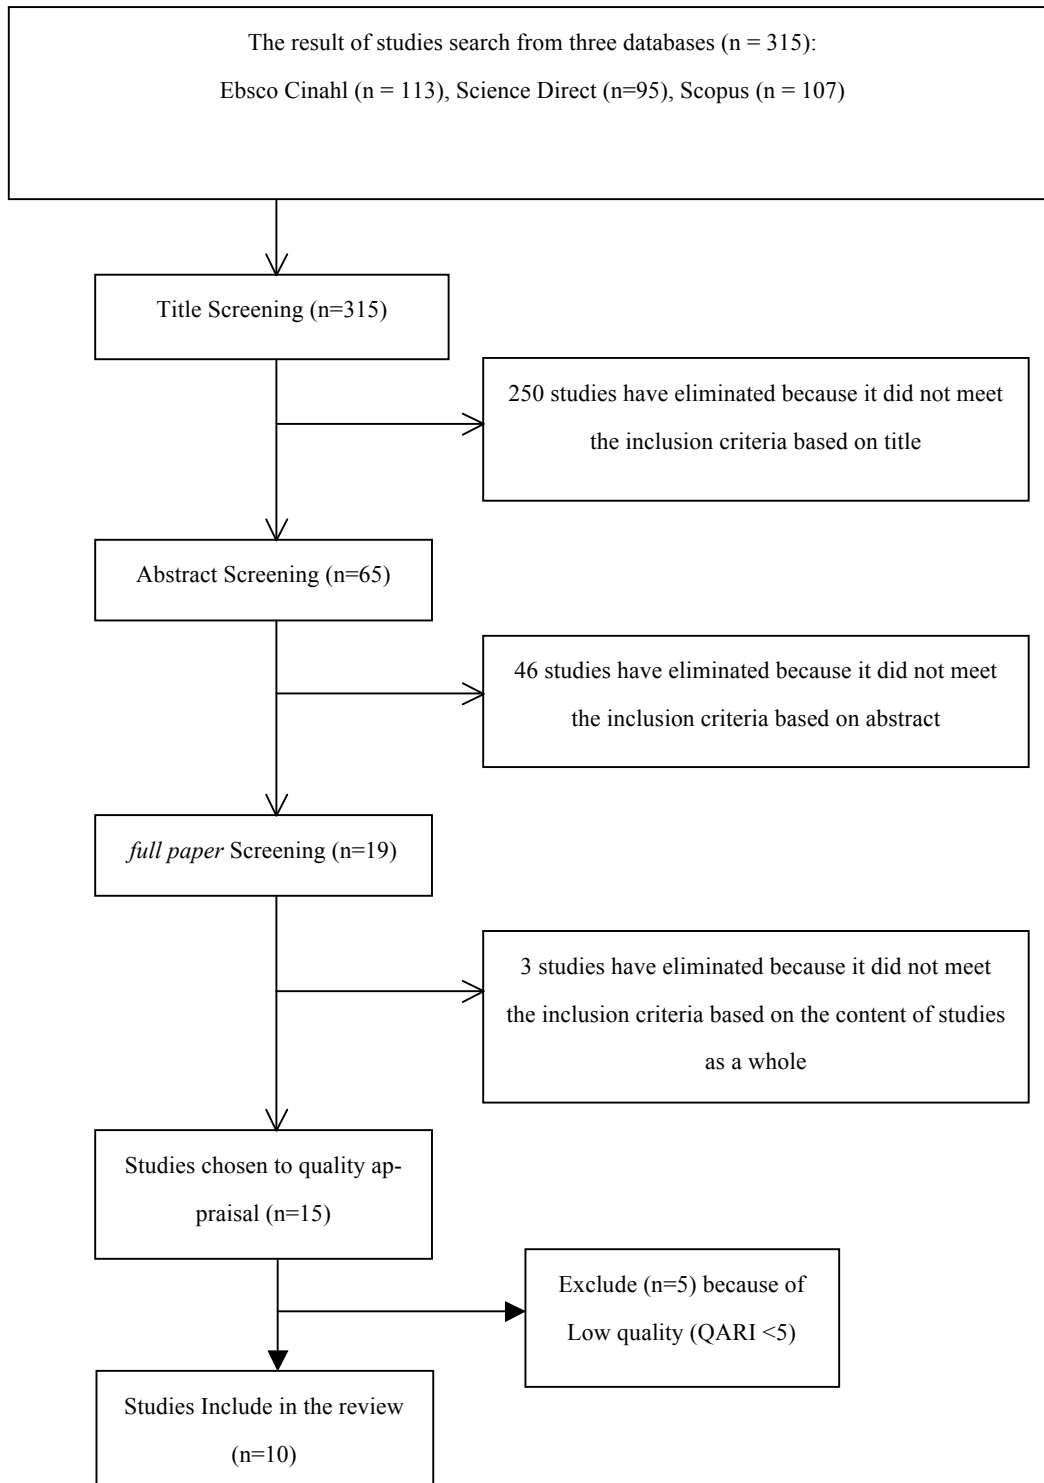 The result of studies search from three databases (n = 315):
Ebsco Cinahl (n = 113), Science Direct (n=95), Scopus (n = 107)
Title Screening (n=315)
250 studies have eliminated because it did not meet
the inclusion criteria based on title
Abstract Screening (n=65)
46 studies have eliminated because it did not meet
the inclusion criteria based on abstract
full paper Screening (n=19)
3 studies have eliminated because it did not meet
the inclusion criteria based on the content of studies
as a whole
Studies chosen to quality ap-
praisal (n=15)
Exclude (n=5) because of
Low quality (QARI <5)
Studies Include in the review
(n=10)